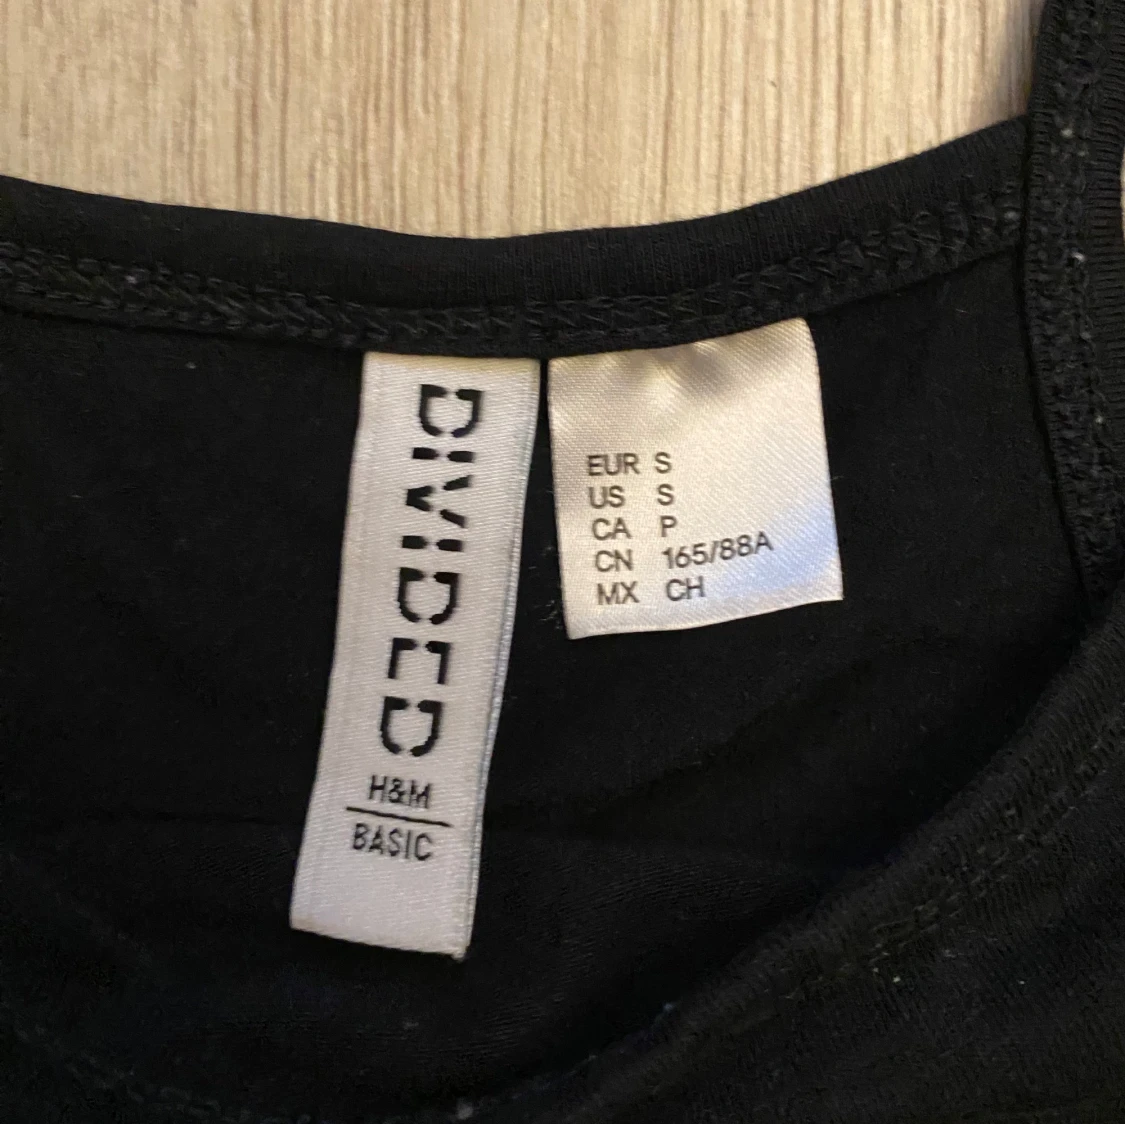 DIVIDED
H&M
BASIC
EUR S
US S
CA P
CN 165/88A
MX CH